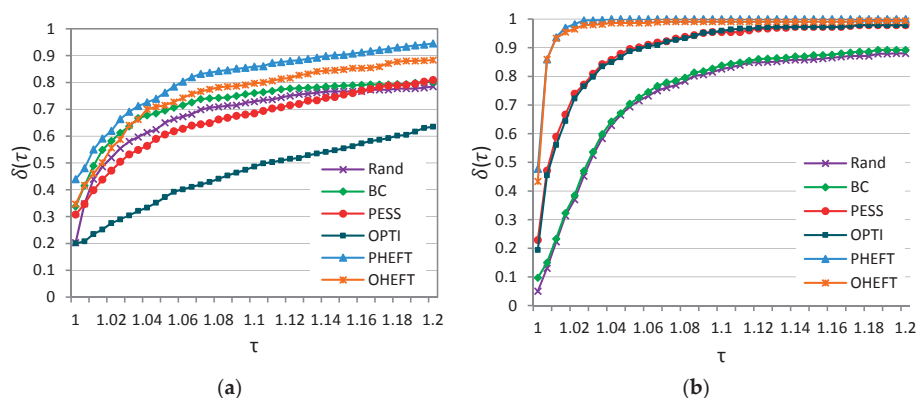 δ(τ)
1
0.9
0.8
0.7
0.6
0.5
0.4
0.3
0.2
0.1
0
1 1.02 1.04 1.06 1.08 1.1 1.12 1.14 1.16 1.18 1.2
τ
Rand
BC
PESS
OPTI
PHEFT
OHEFT
(a)
δ(τ)
1
0.9
0.8
0.7
0.6
0.5
0.4
0.3
0.2
0.1
0
1 1.02 1.04 1.06 1.08 1.1 1.12 1.14 1.16 1.18 1.2
τ
Rand
BC
PESS
OPTI
PHEFT
OHEFT
(b)